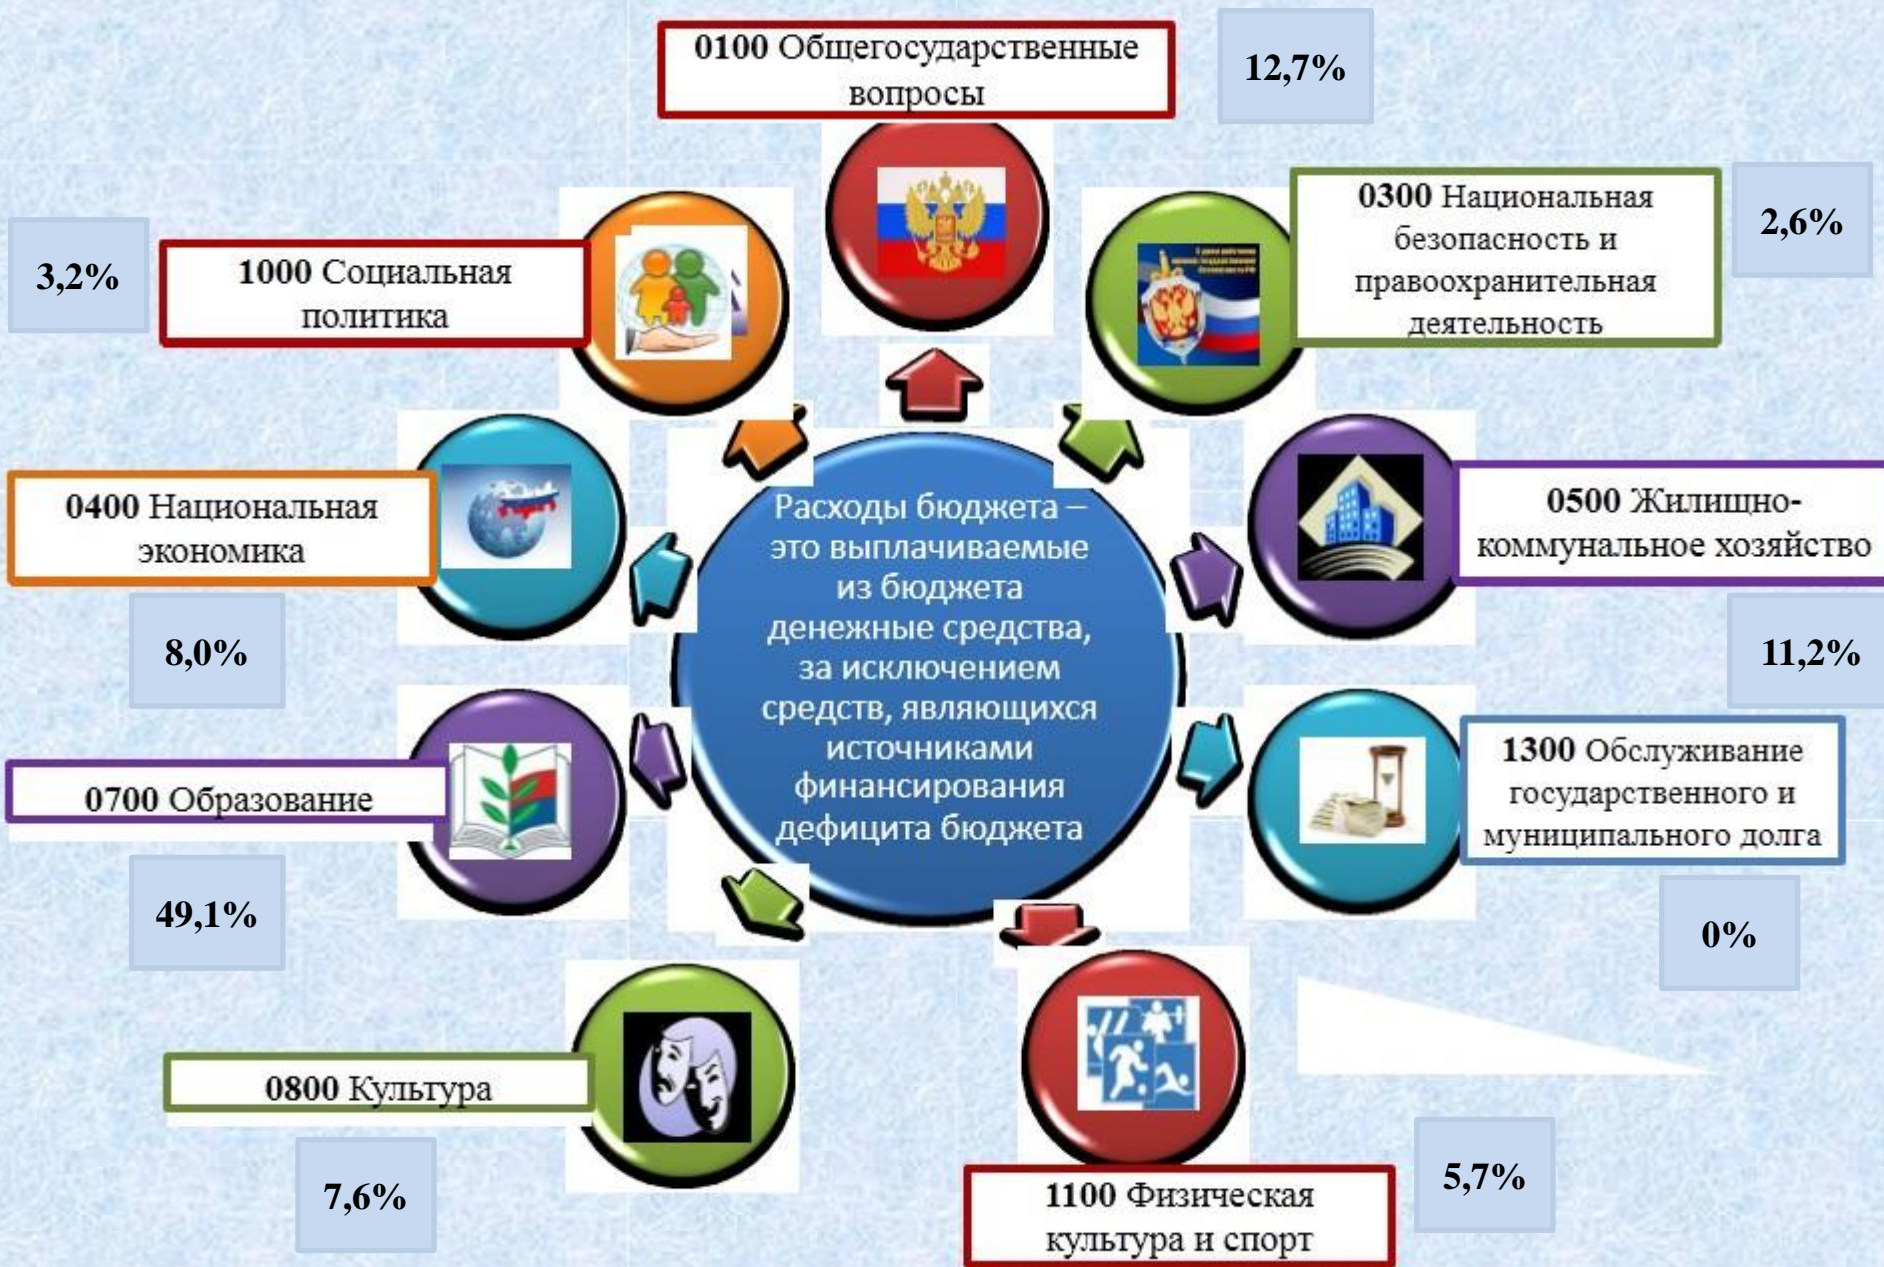 0100 Общегосударственные
вопросы
12,7%
0300 Национальная
безопасность и
правоохранительная
деятельность
2,6%
3,2%
1000 Социальная
политика
0400 Национальная
экономика
8,0%
0500 Жилищно-
коммунальное хозяйство
11,2%
Расходы бюджета –
это выплачиваемые
из бюджета
денежные средства,
за исключением
средств, являющихся
источниками
финансирования
дефицита бюджета
0700 Образование
49,1%
1300 Обслуживание
государственного и
муниципального долга
0%
0800 Культура
7,6%
1100 Физическая
культура и спорт
5,7%